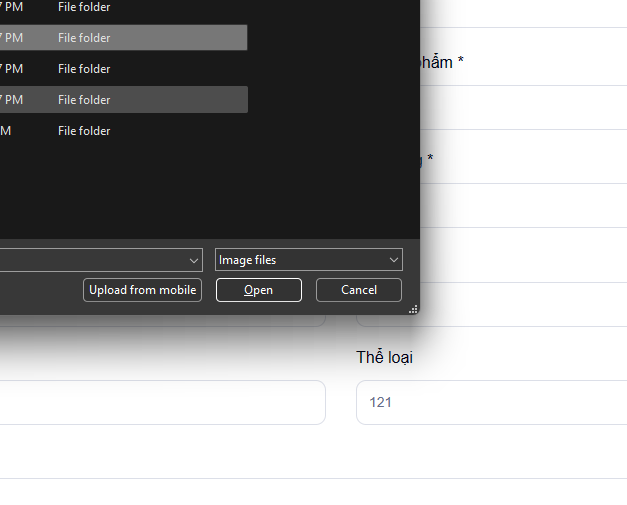 7 PM File folder
7 PM File folder
7 PM File folder
7 PM File folder
M File folder
phẩm *
g *
Image files
Upload from mobile Open Cancel
Thể loại
121